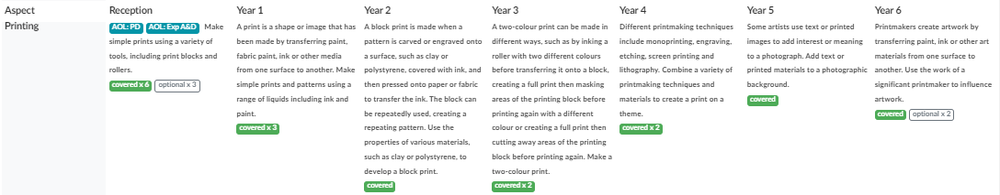 Aspect
Reception
Year 1
Year 2
Year 3
Year 4
Year 5
Year 6
Printing
AOL: PD AOL: Exp A&D Make
simple prints using a variety of
tools, including print blocks and
rollers.
covered x 6 optional x 3
A print is a shape or image that has
been made by transferring paint,
fabric paint, ink or other media
from one surface to another. Make
simple prints and patterns using a
range of liquids including ink and
paint.
covered x 3
A block print is made when a
pattern is carved or engraved onto
a surface, such as clay or
polystyrene, covered with ink, and
then pressed onto paper or fabric
to transfer the ink. The block can
be repeatedly used, creating a
repeating pattern. Use the
properties of various materials,
such as clay or polystyrene, to
develop a block print.
covered
A two-colour print can be made in
different ways, such as by inking a
roller with two different colours
before transferring it onto a block,
creating a full print then masking
areas of the printing block before
printing again with a different
colour or creating a full print then
cutting away areas of the printing
block before printing again. Make a
two-colour print.
covered x 2
Different printmaking techniques
include monoprinting, engraving,
etching, screen printing and
lithography. Combine a variety of
printmaking techniques and
materials to create a print on a
theme.
covered x 2
Some artists use text or printed
images to add interest or meaning
to a photograph. Add text or
printed materials to a photographic
background.
covered
Printmakers create artwork by
transferring paint, ink or other art
materials from one surface to
another. Use the work of a
significant printmaker to influence
artwork.
covered optional x 2